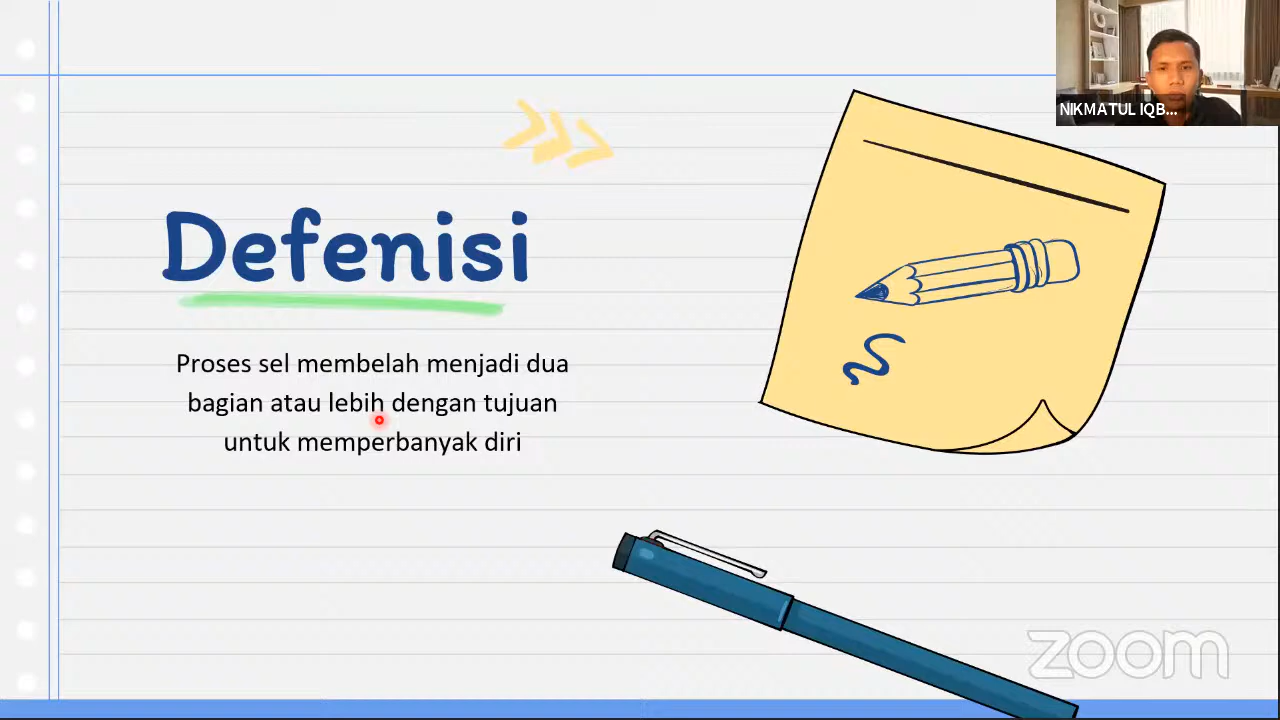 NIKMATUL IQB...
Defenisi
Proses sel membelah menjadi dua
bagian atau lebih dengan tujuan
untuk memperbanyak diri
zoom